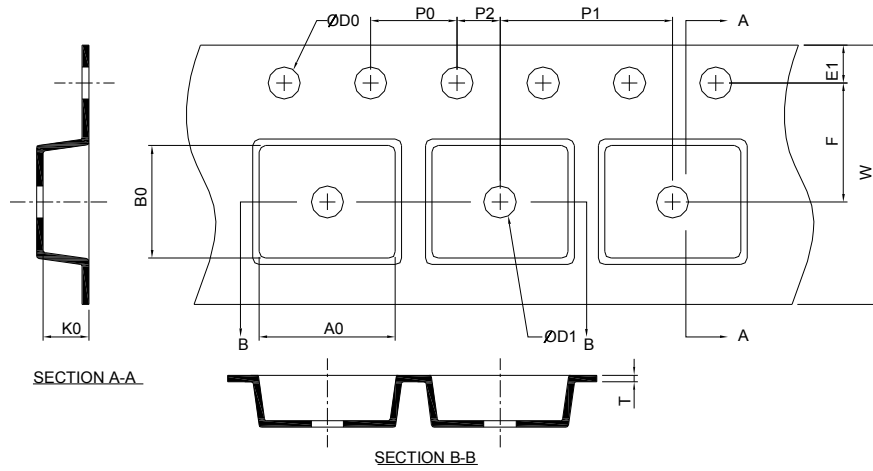 ØD0
P0
P2
P1
A
E1
F
W
B0
K0
A0
B
ØD1
B
A
SECTION A-A
T
SECTION B-B